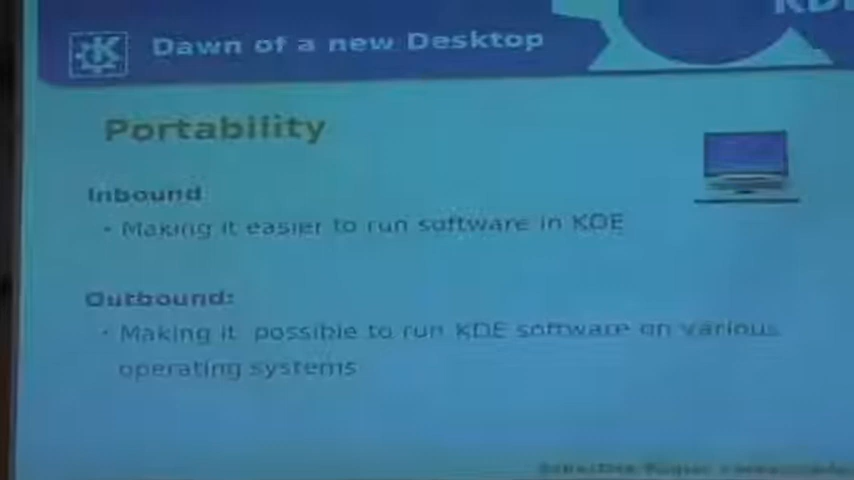 KDE
Dawn of a new Desktop
Portability
Inbound
• Making it easier to run software in KDE
Outbound:
• Making it possible to run KDE software on various
operating systems